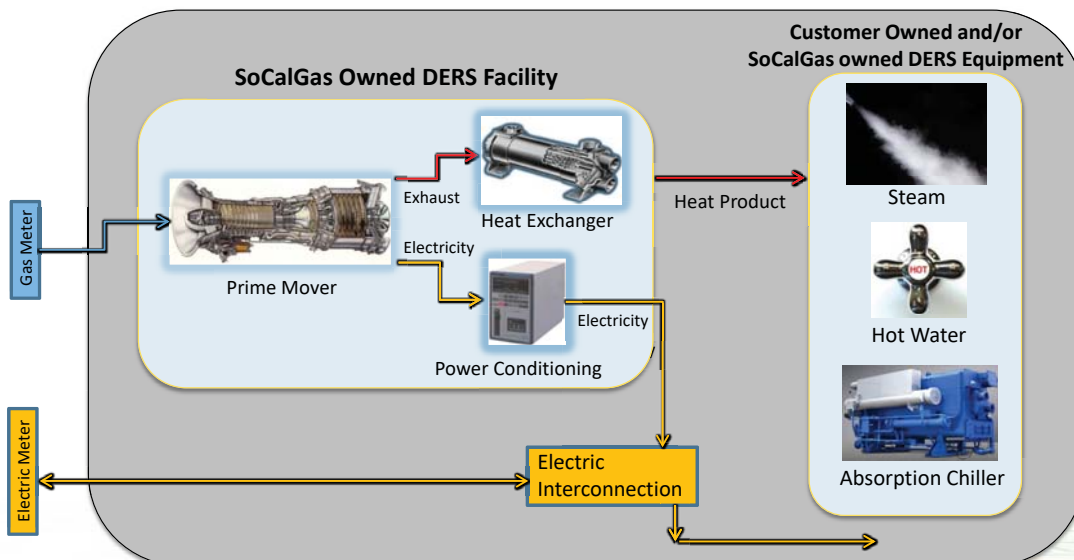 SoCalGas Owned DERS Facility
Customer Owned and/or
SoCalGas owned DERS Equipment
Gas Meter
Prime Mover
Exhaust
Heat Exchanger
Electricity
Power Conditioning
Electricity
Heat Product
Steam
HOT
Hot Water
Absorption Chiller
Electric Meter
Electric
Interconnection